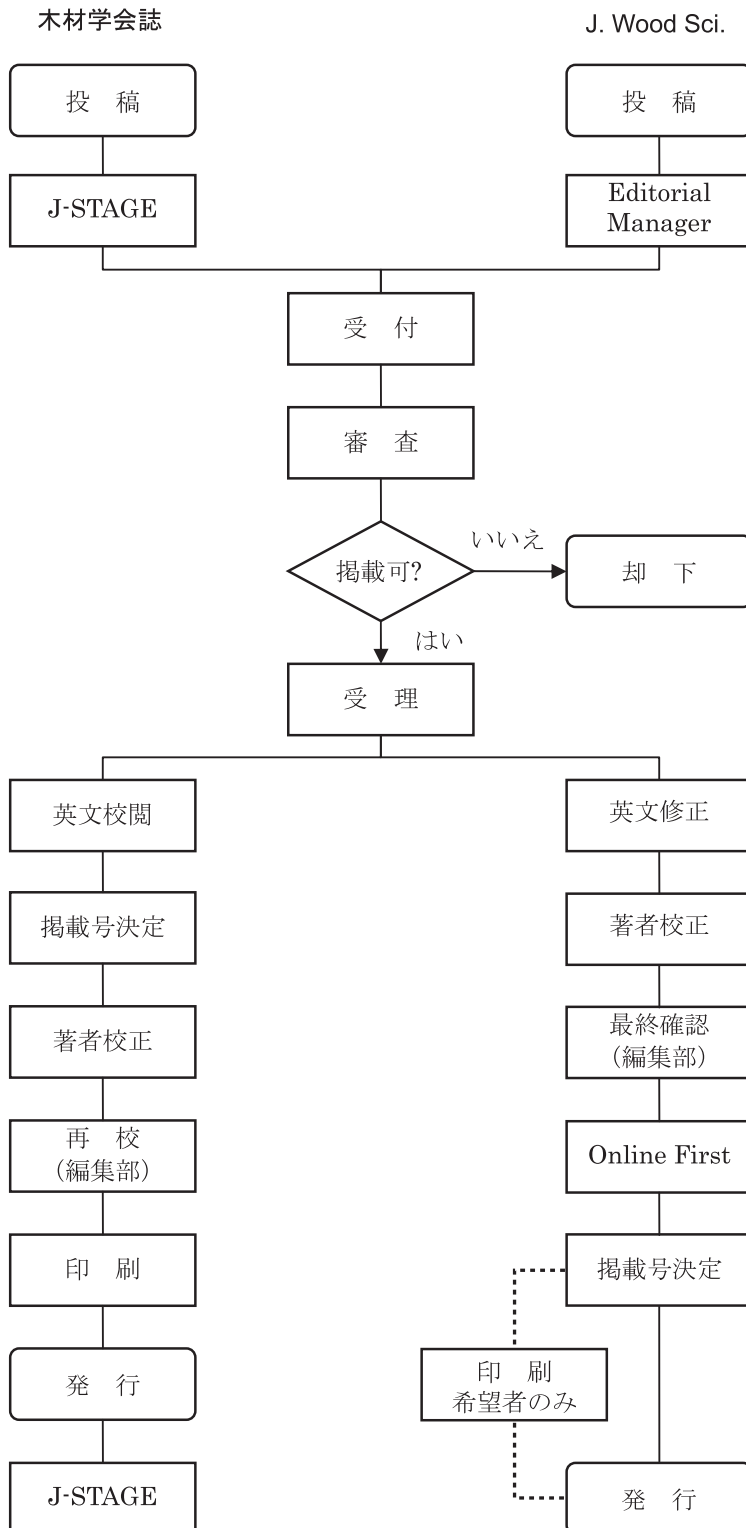 木材学会誌
J. Wood Sci.
投　稿
投　稿
J-STAGE
Editorial
Manager
受　付
審　査
掲載可?
いいえ
却　下
はい
受　理
英文校閲
掲載号決定
著者校正
再　校
(編集部)
印　刷
発　行
J-STAGE
英文修正
著者校正
最終確認
(編集部)
Online First
掲載号決定
印　刷
希望者のみ
発　行